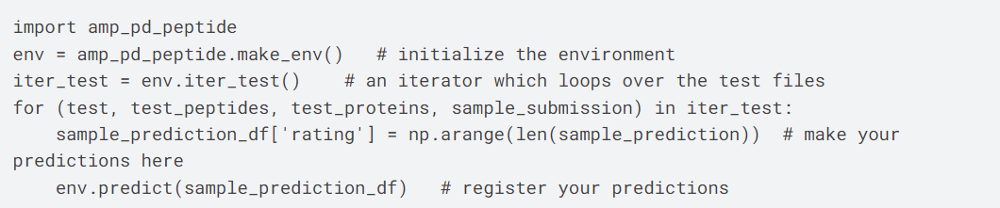 import amp_pd_peptide
env = amp_pd_peptide.make_env()   # initialize the environment
iter_test = env.iter_test()    # an iterator which loops over the test files
for (test, test_peptides, test_proteins, sample_submission) in iter_test:
    sample_prediction_df['rating'] = np.arange(len(sample_prediction))  # make your
predictions here
    env.predict(sample_prediction_df)   # register your predictions